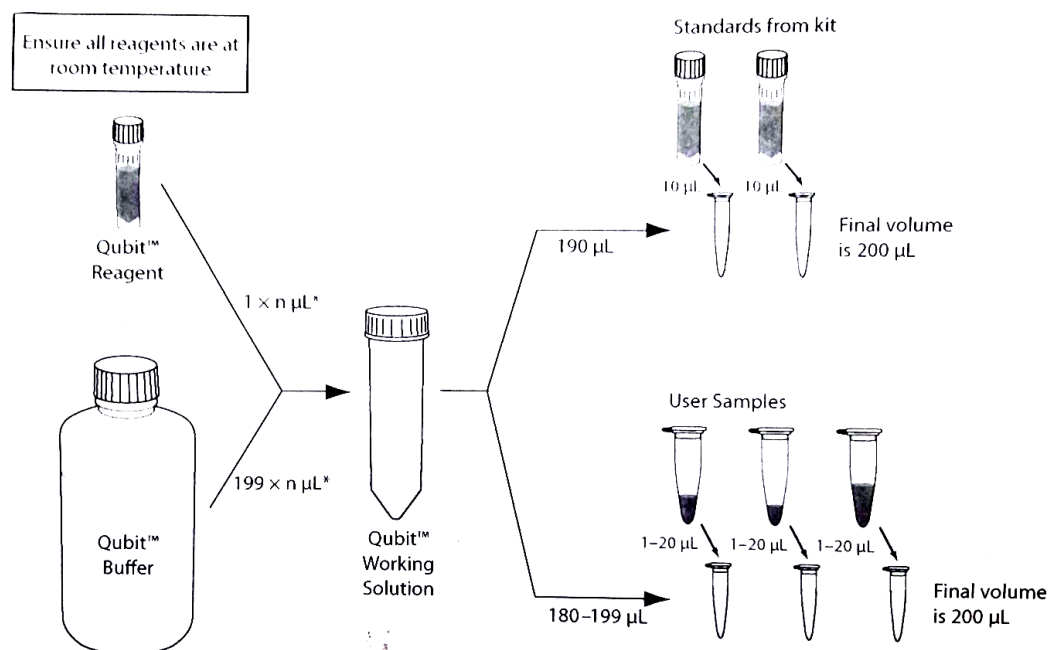 Ensure all reagents are at
room temperature
Qubit™
Reagent
1 × n µL*
199 × n µL*
Qubit™
Buffer
Qubit™
Working
Solution
190 µL
Standards from kit
10 µL
10 µL
Final volume
is 200 µL
User Samples
1–20 µL
1–20 µL
1–20 µL
180–199 µL
Final volume
is 200 µL